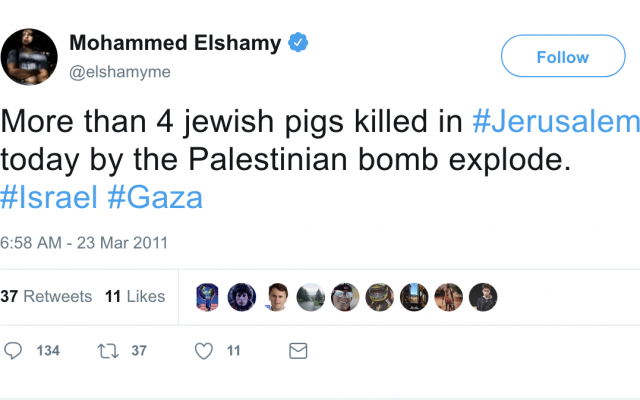 Mohammed Elshamy
@elshamyme
Follow
More than 4 jewish pigs killed in #Jerusalem
today by the Palestinian bomb explode.
#Israel #Gaza
6:58 AM - 23 Mar 2011
37 Retweets 11 Likes
134 37 11